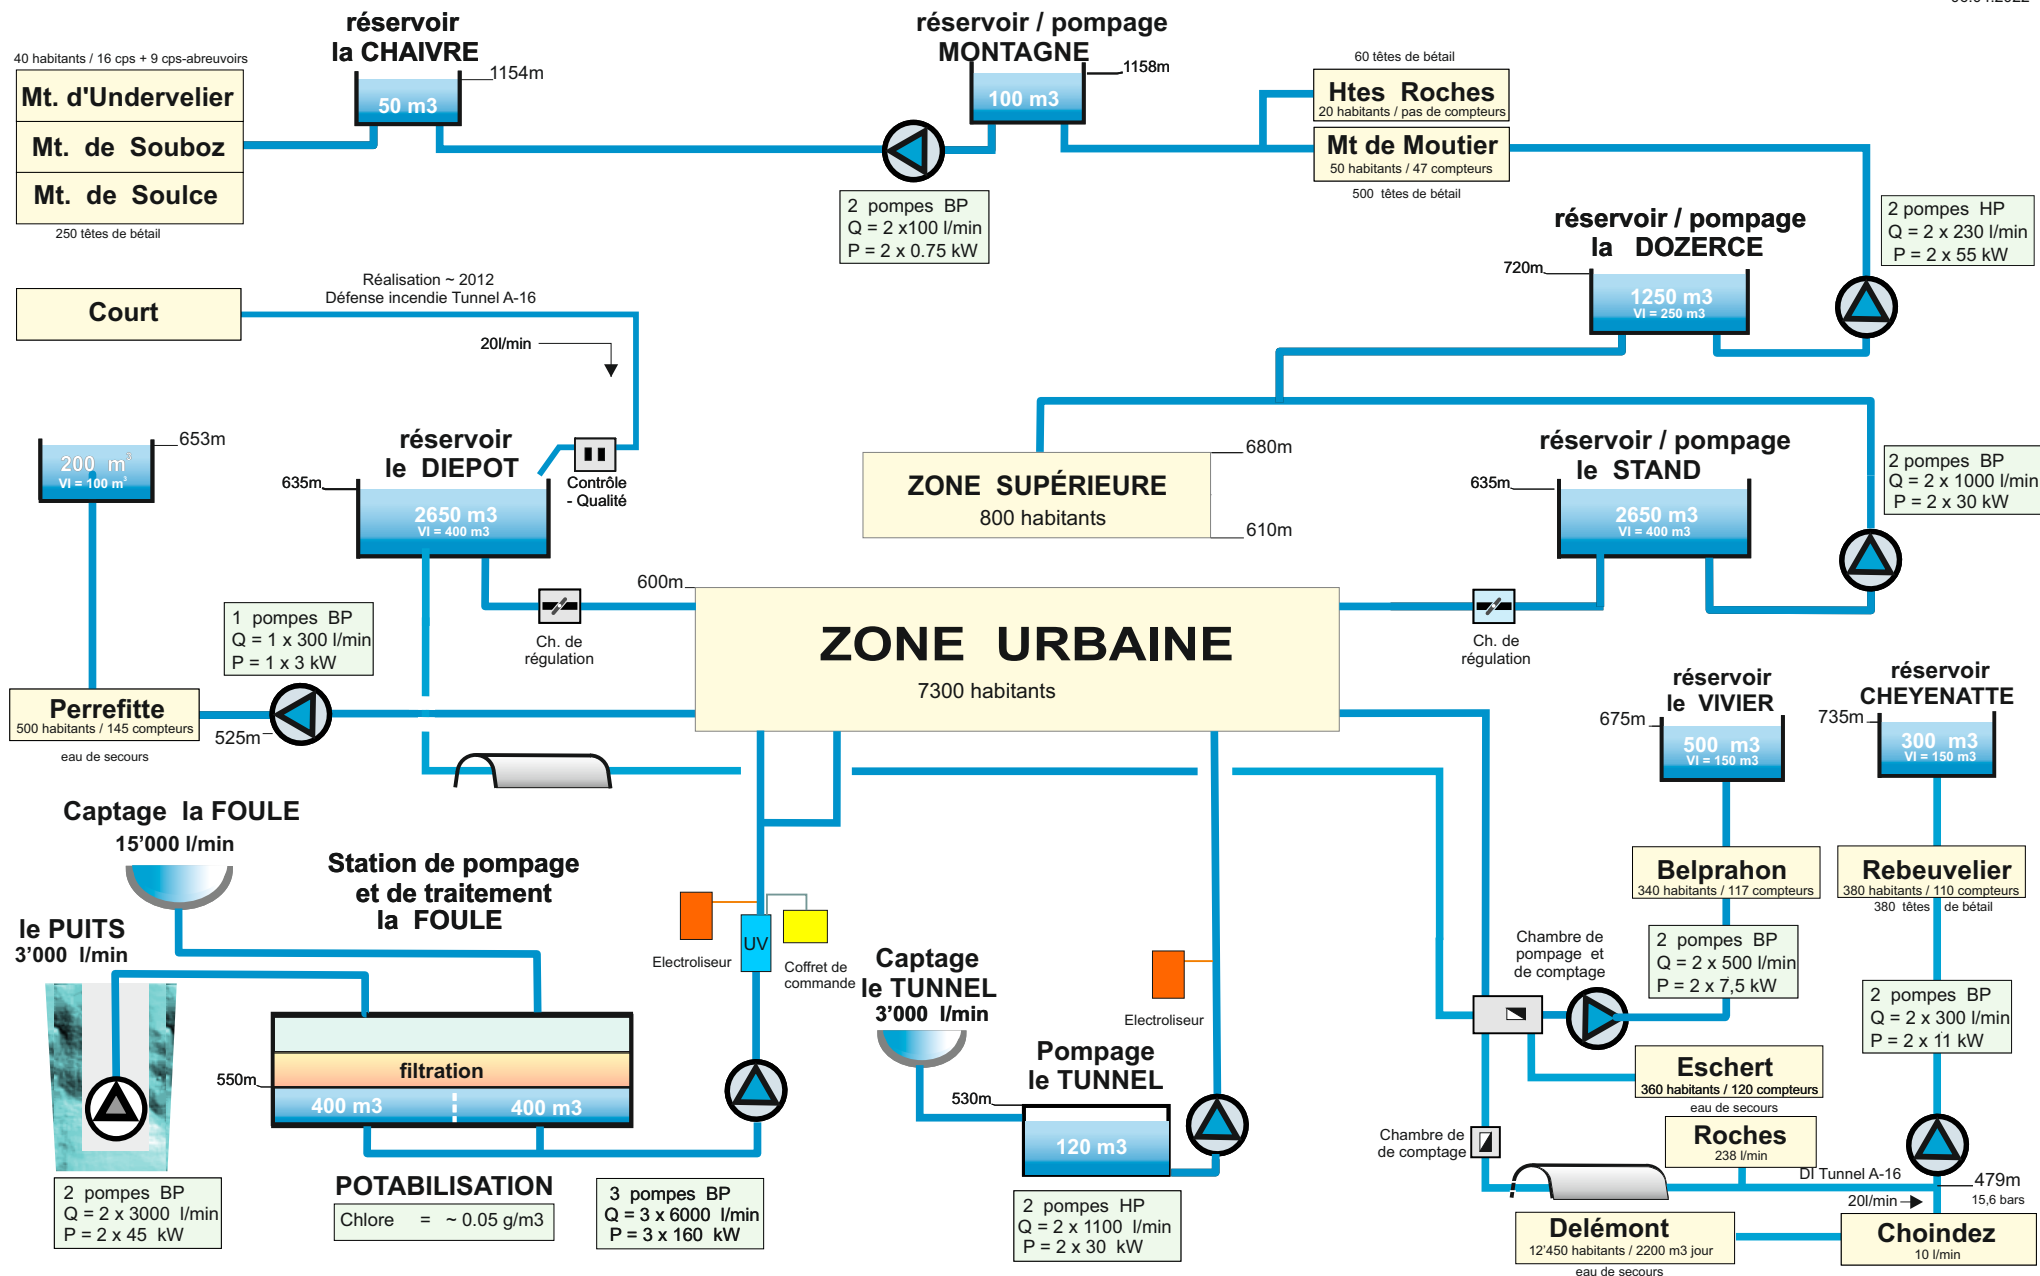 réservoir
la CHAIVRE
1154m
50 m3
réservoir / pompage
MONTAGNE
1158m
100 m3
40 habitants / 16 cps + 9 cps-abreuvoirs
Mt. d'Undervelier
Mt. de Souboz
Mt. de Soulce
250 têtes de bétail
60 têtes de bétail
Htes Roches
20 habitants / pas de compteurs
Mt de Moutier
50 habitants / 47 compteurs
500 têtes de bétail
2 pompes BP
Q = 2 x100 l/min
P = 2 x 0.75 kW
2 pompes HP
Q = 2 x 230 l/min
P = 2 x 55 kW
réservoir / pompage
la DOZERCE
720m
1250 m3
VI = 250 m3
Réalisation ~ 2012
Défense incendie Tunnel A-16
Court
20l/min
653m
200 m³
VI = 100 m³
réservoir
le DIEPOT
635m
2650 m3
VI = 400 m3
Contrôle
- Qualité
ZONE SUPÉRIEURE
800 habitants
680m
610m
réservoir / pompage
le STAND
635m
2650 m3
VI = 400 m3
2 pompes BP
Q = 2 x 1000 l/min
P = 2 x 30 kW
1 pompes BP
Q = 1 x 300 l/min
P = 1 x 3 kW
Ch. de
régulation
600m
ZONE URBAINE
7300 habitants
Ch. de
régulation
Perrefitte
500 habitants / 145 compteurs
eau de secours
525m
réservoir
le VIVIER
675m
500 m3
VI = 150 m3
réservoir
CHEYENATTE
735m
300 m3
VI = 150 m3
Captage la FOULE
15'000 l/min
le PUITS
3'000 l/min
Station de pompage
et de traitement
la FOULE
Electroliseur
UV
Coffret de
commande
Captage
le TUNNEL
3'000 l/min
Electroliseur
Pompage
le TUNNEL
530m
120 m3
Belprahon
340 habitants / 117 compteurs
Rebeuvelier
380 habitants / 110 compteurs
380 têtes de bétail
Chambre de
pompage et
de comptage
2 pompes BP
Q = 2 x 500 l/min
P = 2 x 7,5 kW
2 pompes BP
Q = 2 x 300 l/min
P = 2 x 11 kW
550m
filtration
400 m3
400 m3
Eschert
360 habitants / 120 compteurs
eau de secours
Chambre de
de comptage
Roches
238 l/min
DI Tunnel A-16
20l/min
479m
15,6 bars
2 pompes BP
Q = 2 x 3000 l/min
P = 2 x 45 kW
POTABILISATION
Chlore = ~ 0.05 g/m3
3 pompes BP
Q = 3 x 6000 l/min
P = 3 x 160 kW
2 pompes HP
Q = 2 x 1100 l/min
P = 2 x 30 kW
Delémont
12'450 habitants / 2200 m3 jour
eau de secours
Choindez
10 l/min